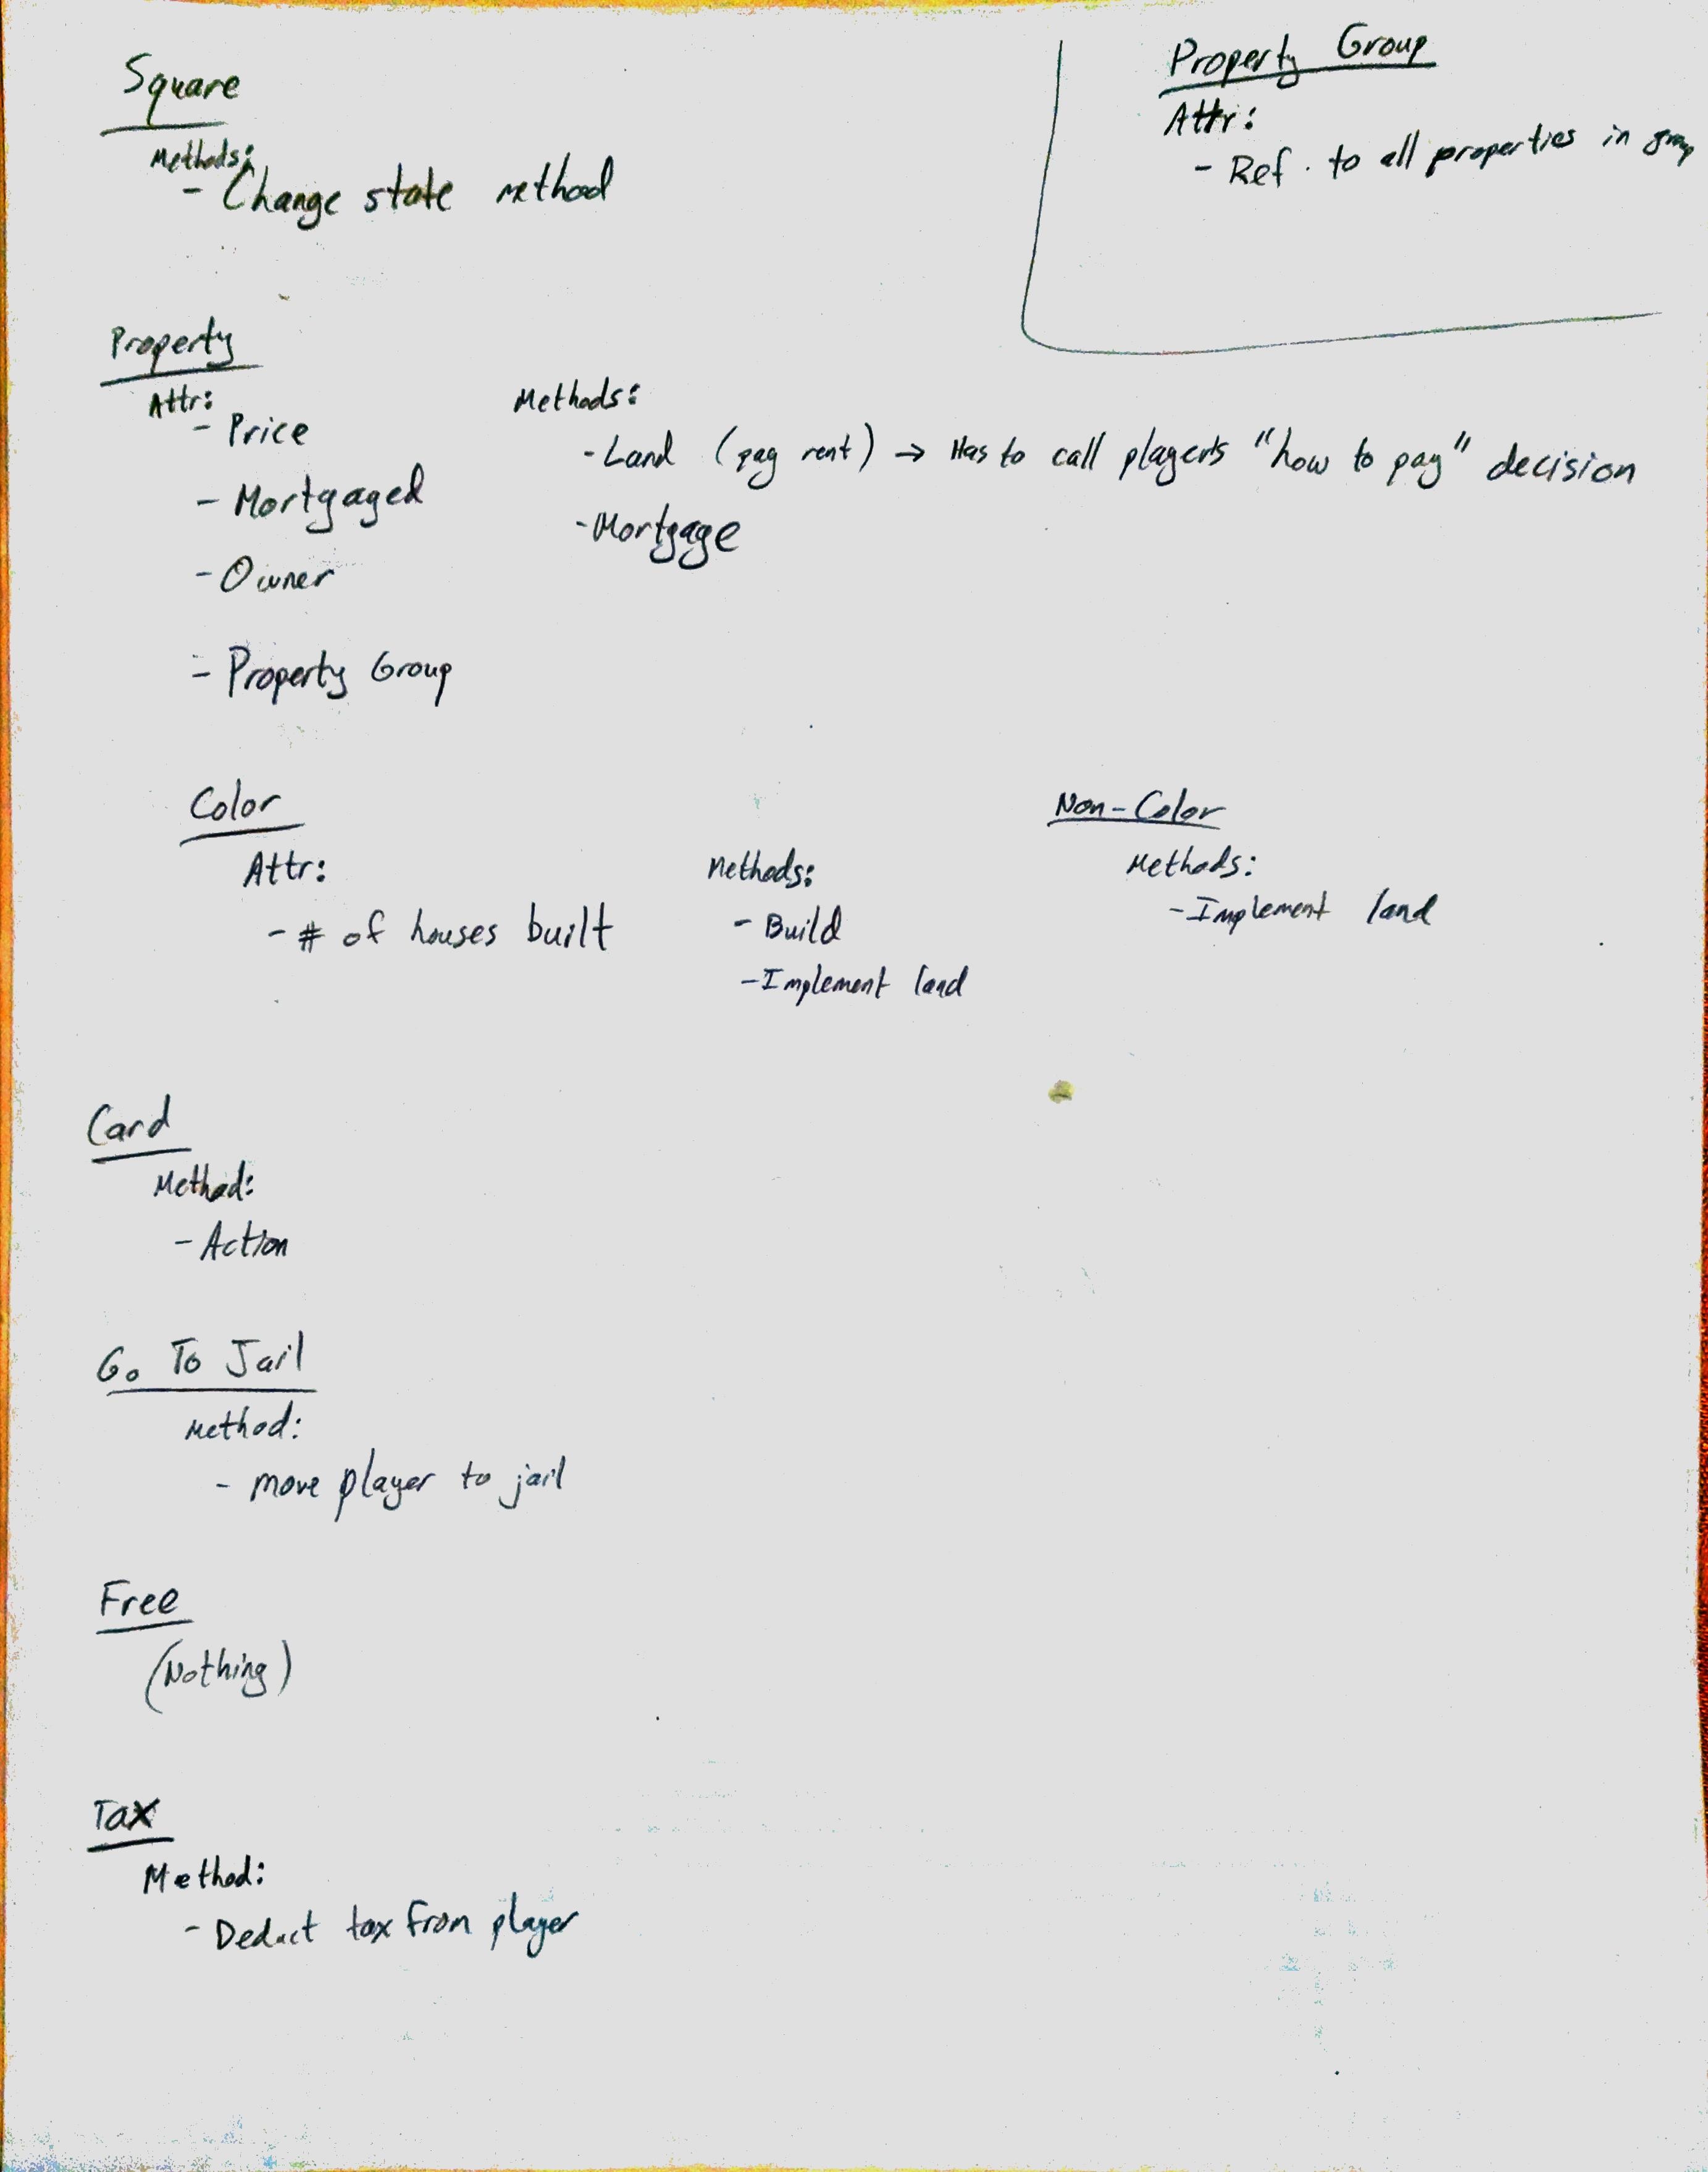 Square
Methods:
- Change state method
Property Group
Attr:
- Ref. to all properties in group
Property
Attr:
- Price
- Mortgaged
- Owner
- Property Group
Methods:
- Land (pay rent) → Has to call player's "how to pay" decision
- Mortgage
Color
Attr:
- # of houses built
Methods:
- Build
- Implement land
Non-Color
Methods:
- Implement land
Card
Method:
- Action
Go To Jail
Method:
- move player to jail
Free
(Nothing)
Tax
Method:
- Deduct tax from player